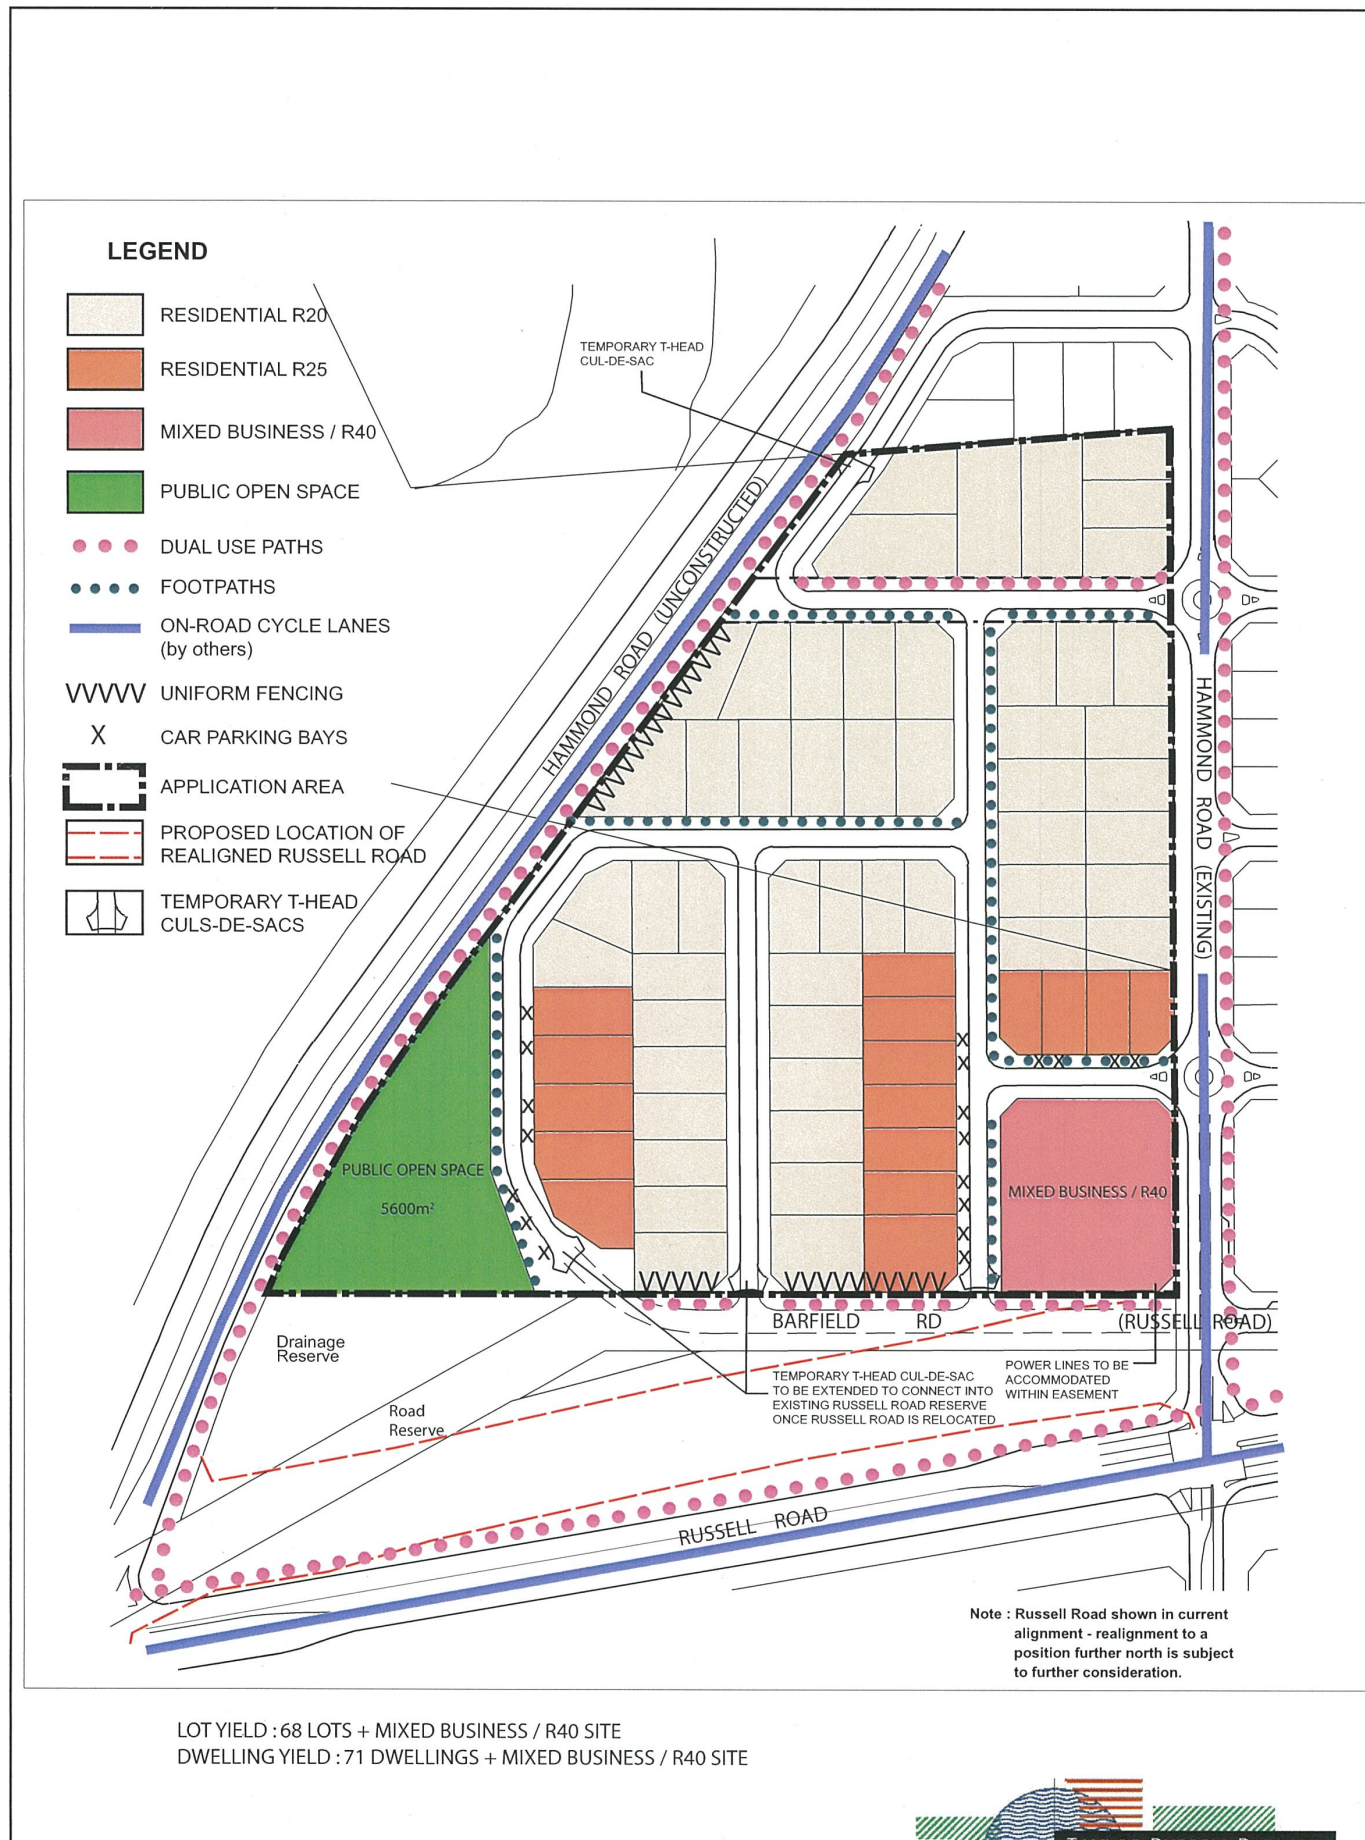 LEGEND
RESIDENTIAL R20
RESIDENTIAL R25
MIXED BUSINESS / R40
PUBLIC OPEN SPACE
DUAL USE PATHS
FOOTPATHS
ON-ROAD CYCLE LANES
(by others)
VVVVV UNIFORM FENCING
X CAR PARKING BAYS
APPLICATION AREA
PROPOSED LOCATION OF
REALIGNED RUSSELL ROAD
TEMPORARY T-HEAD
CULS-DE-SACS
TEMPORARY T-HEAD
CUL-DE-SAC
HAMMOND ROAD (UNCONSTRUCTED)
HAMMOND ROAD (EXISTING)
PUBLIC OPEN SPACE
5600m²
MIXED BUSINESS / R40
BARFIELD RD (RUSSELL ROAD)
Drainage
Reserve
Road
Reserve
TEMPORARY T-HEAD CUL-DE-SAC
TO BE EXTENDED TO CONNECT INTO
EXISTING RUSSELL ROAD RESERVE
ONCE RUSSELL ROAD IS RELOCATED
POWER LINES TO BE
ACCOMMODATED
WITHIN EASEMENT
RUSSELL ROAD
Note : Russell Road shown in current
alignment - realignment to a
position further north is subject
to further consideration.
LOT YIELD : 68 LOTS + MIXED BUSINESS / R40 SITE
DWELLING YIELD : 71 DWELLINGS + MIXED BUSINESS / R40 SITE